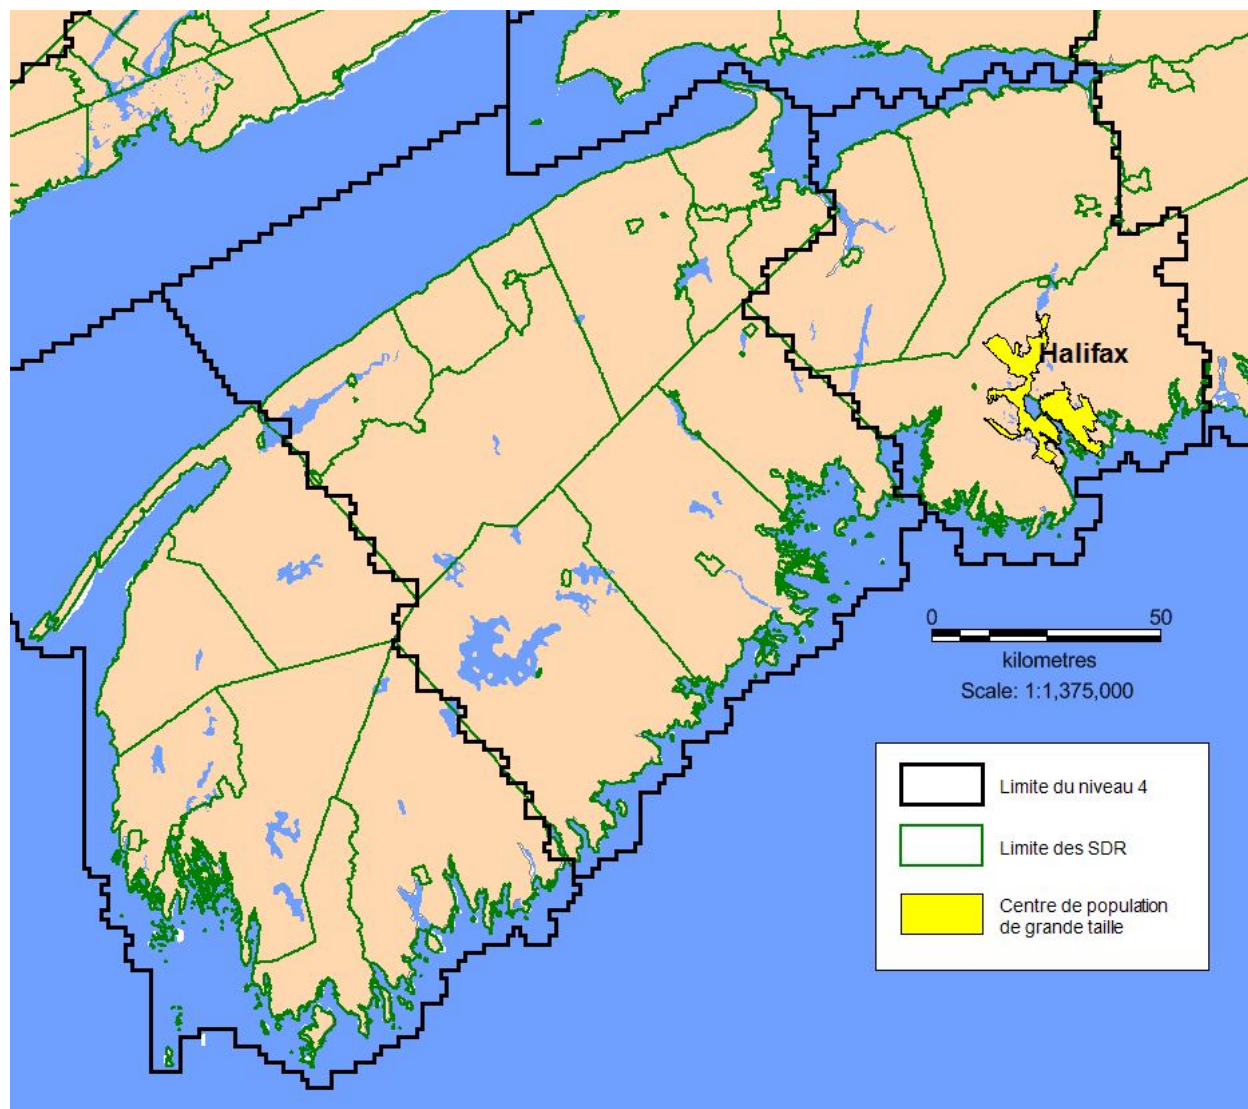 Halifax
0 50
kilometres
Scale: 1:1,375,000
Limite du niveau 4
Limite des SDR
Centre de population
de grande taille